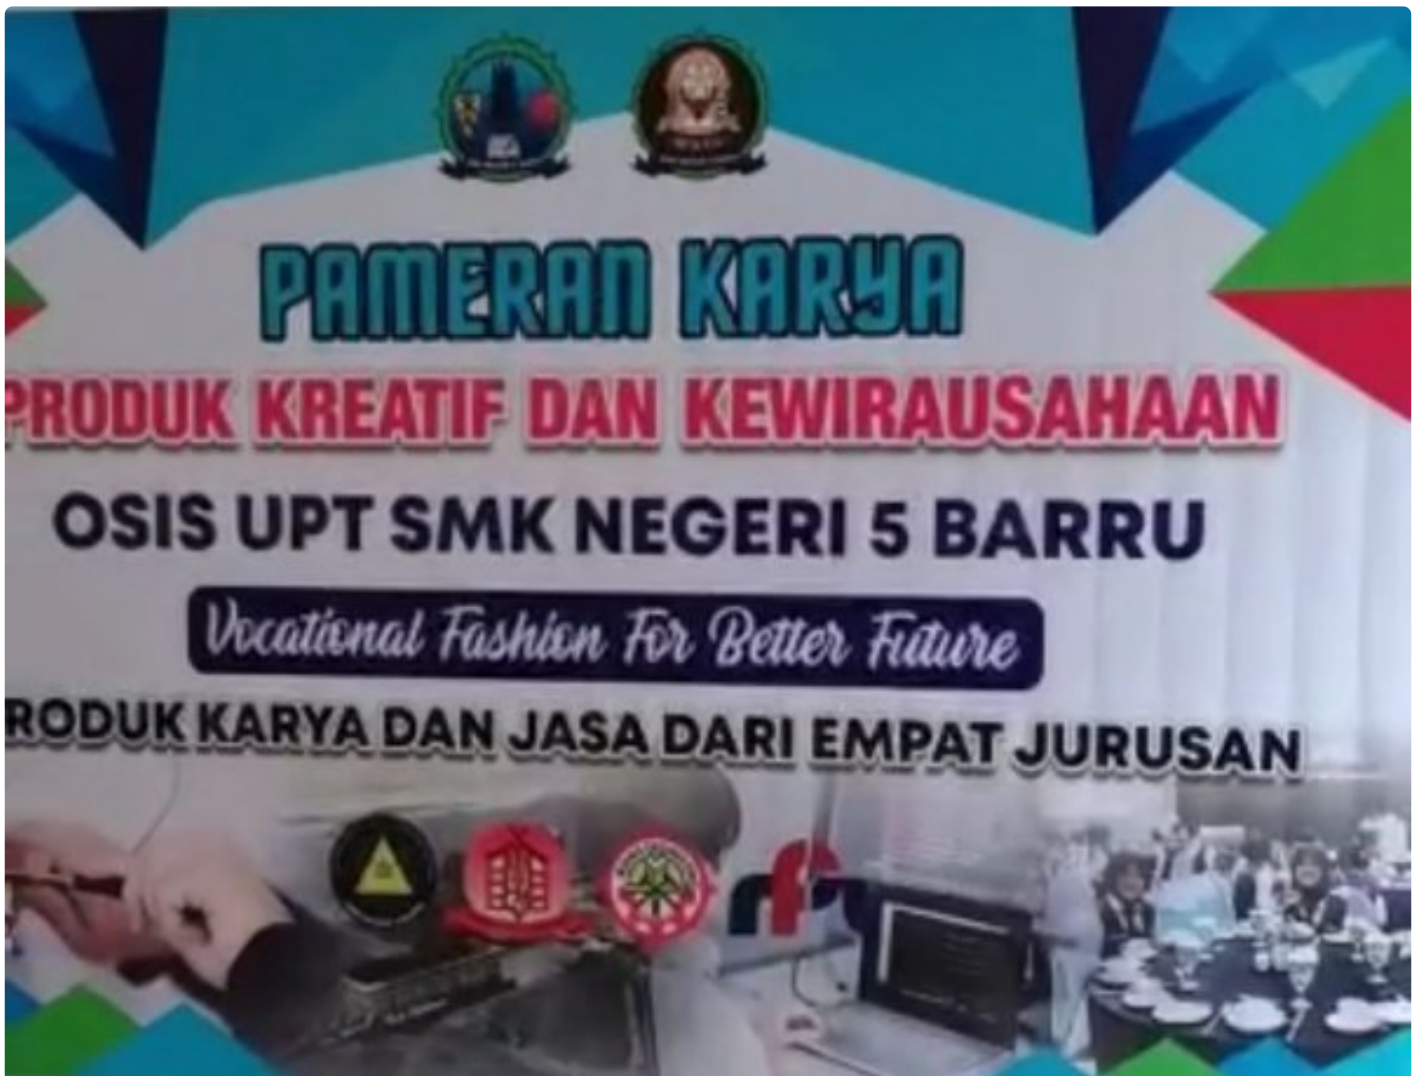 PAMERAN KARYA
PRODUK KREATIF DAN KEWIRAUSAHAAN
OSIS UPT SMK NEGERI 5 BARRU
Vocational Fashion For Better Future
RODUK KARYA DAN JASA DARI EMPAT JURUSAN